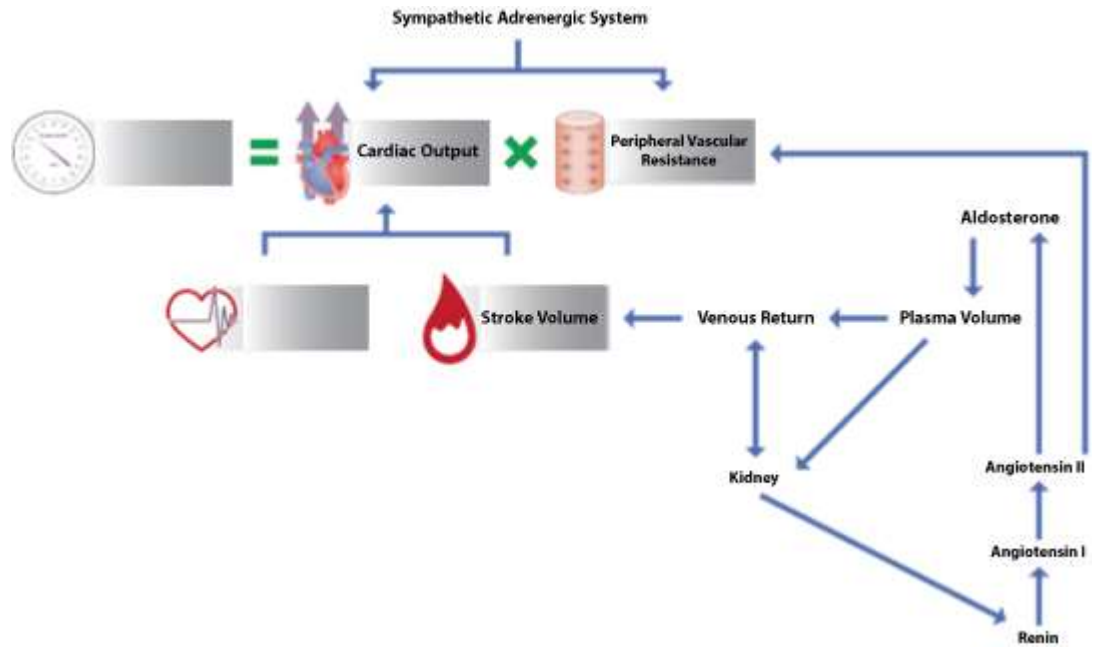 Sympathetic Adrenergic System
Cardiac Output
Peripheral Vascular
Resistance
Aldosterone
Stroke Volume
Venous Return
Plasma Volume
Kidney
Angiotensin II
Angiotensin I
Renin